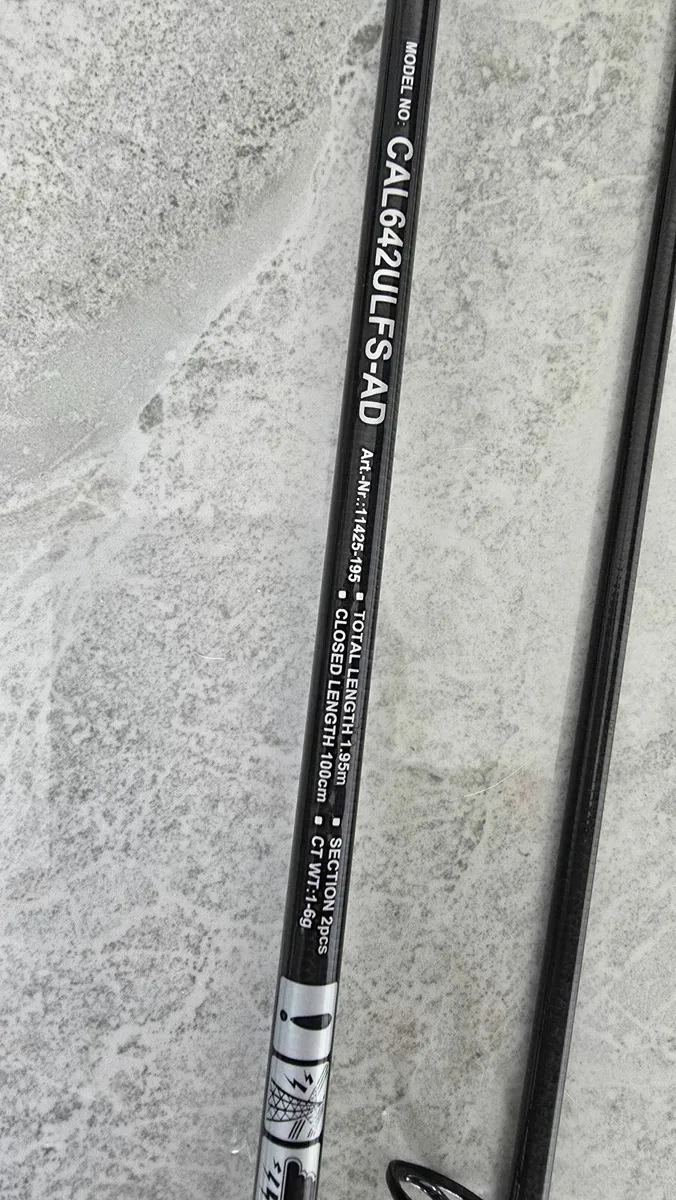 MODEL NO: CAL642ULFS-AD Art.-Nr.:11425-195
▪ TOTAL LENGTH 1.95m ▪ SECTION 2pcs
▪ CLOSED LENGTH 100cm ▪ CT WT:1-6g